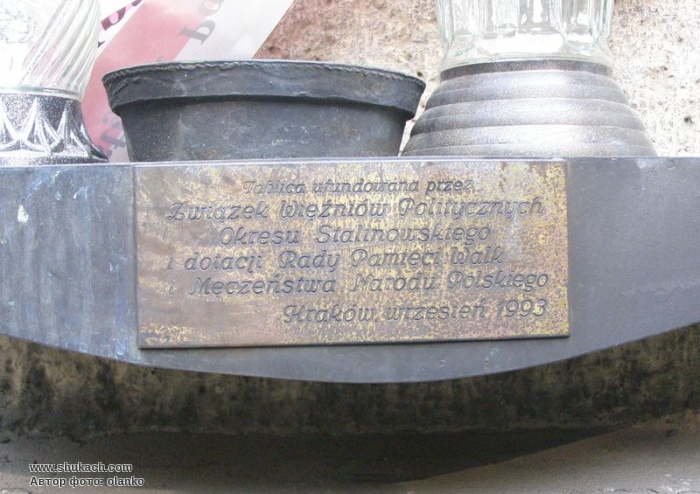 Tablica ufundowana przez
Związek Więźniów Politycznych
Okresu Stalinowskiego
i dotacji Rady Pamięci Walk
i Męczeństwa Narodu Polskiego
Kraków wrzesień 1993
www.shukach.com
Автор фото: olanko